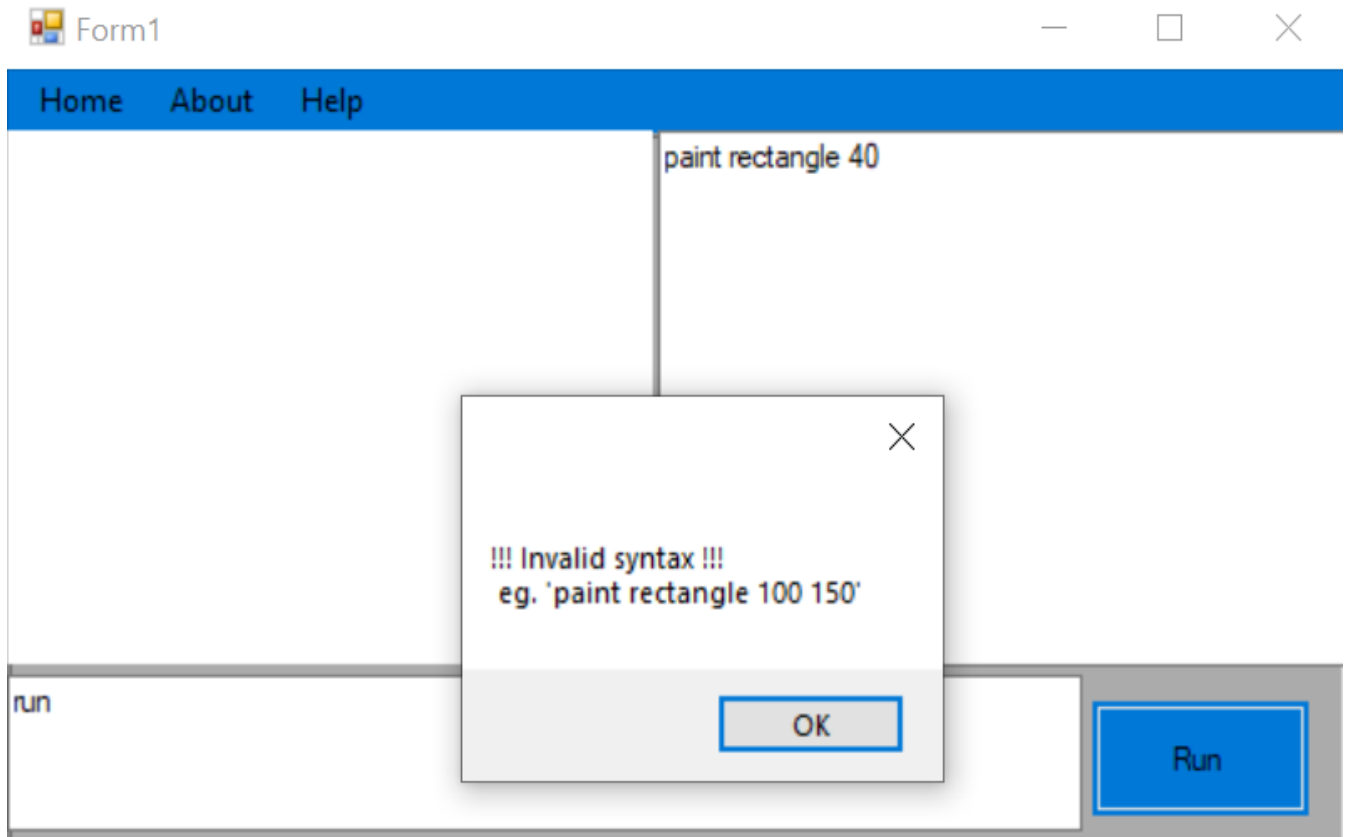 Form1
Home About Help
paint rectangle 40
!!! Invalid syntax !!!
eg. 'paint rectangle 100 150'
OK
run
Run